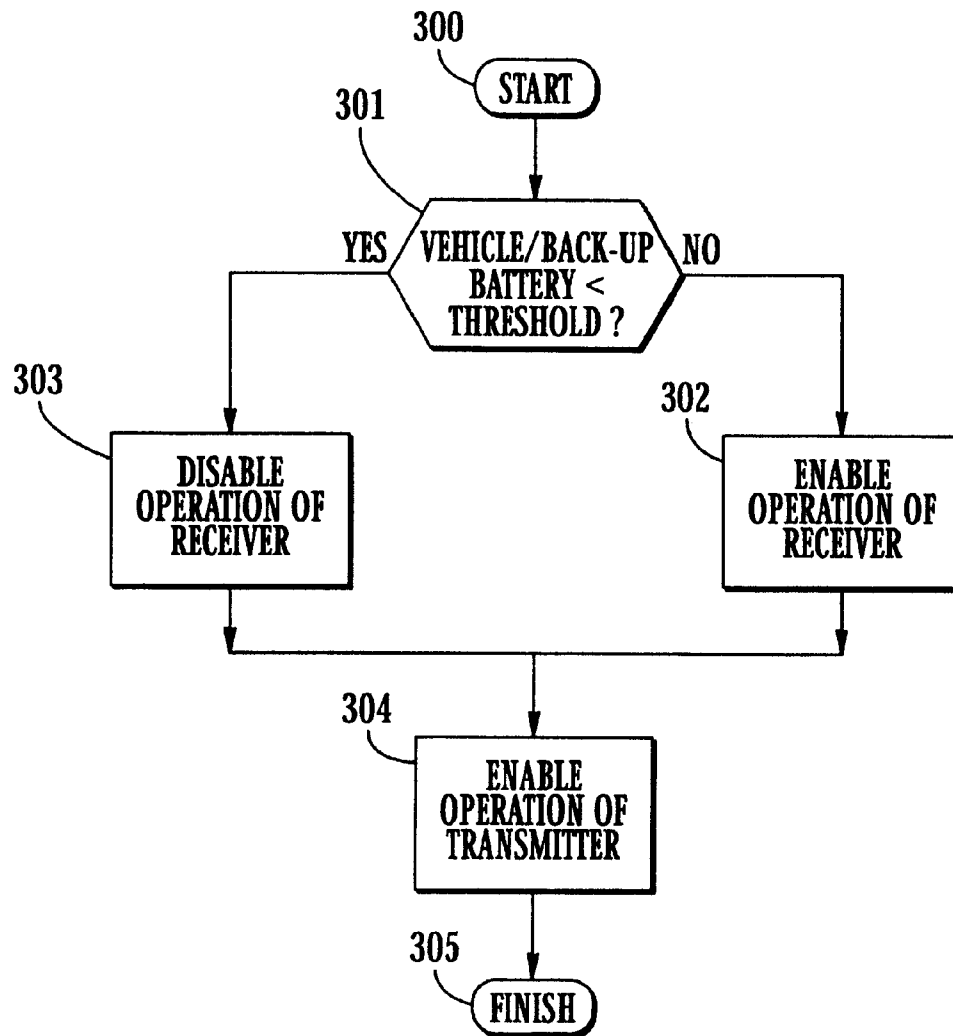 300
START
301
YES
VEHICLE/BACK-UP
BATTERY <
THRESHOLD ?
NO
303
DISABLE
OPERATION OF
RECEIVER
302
ENABLE
OPERATION OF
RECEIVER
304
ENABLE
OPERATION OF
TRANSMITTER
305
FINISH